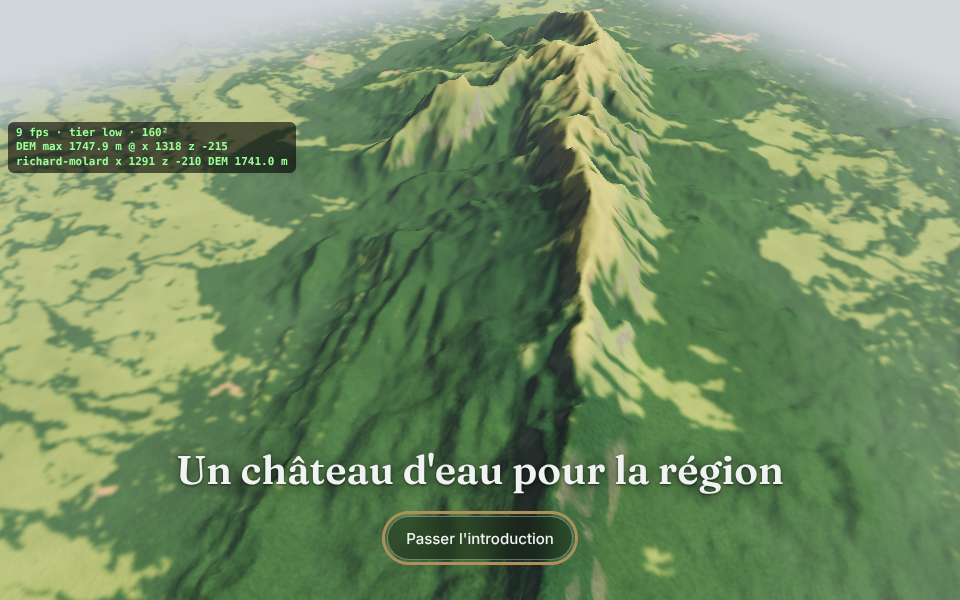 9 fps · tier low · 160²
DEM max 1747.9 m @ x 1318 z -215
richard-molard x 1291 z -210 DEM 1741.0 m
Un château d'eau pour la région
Passer l'introduction